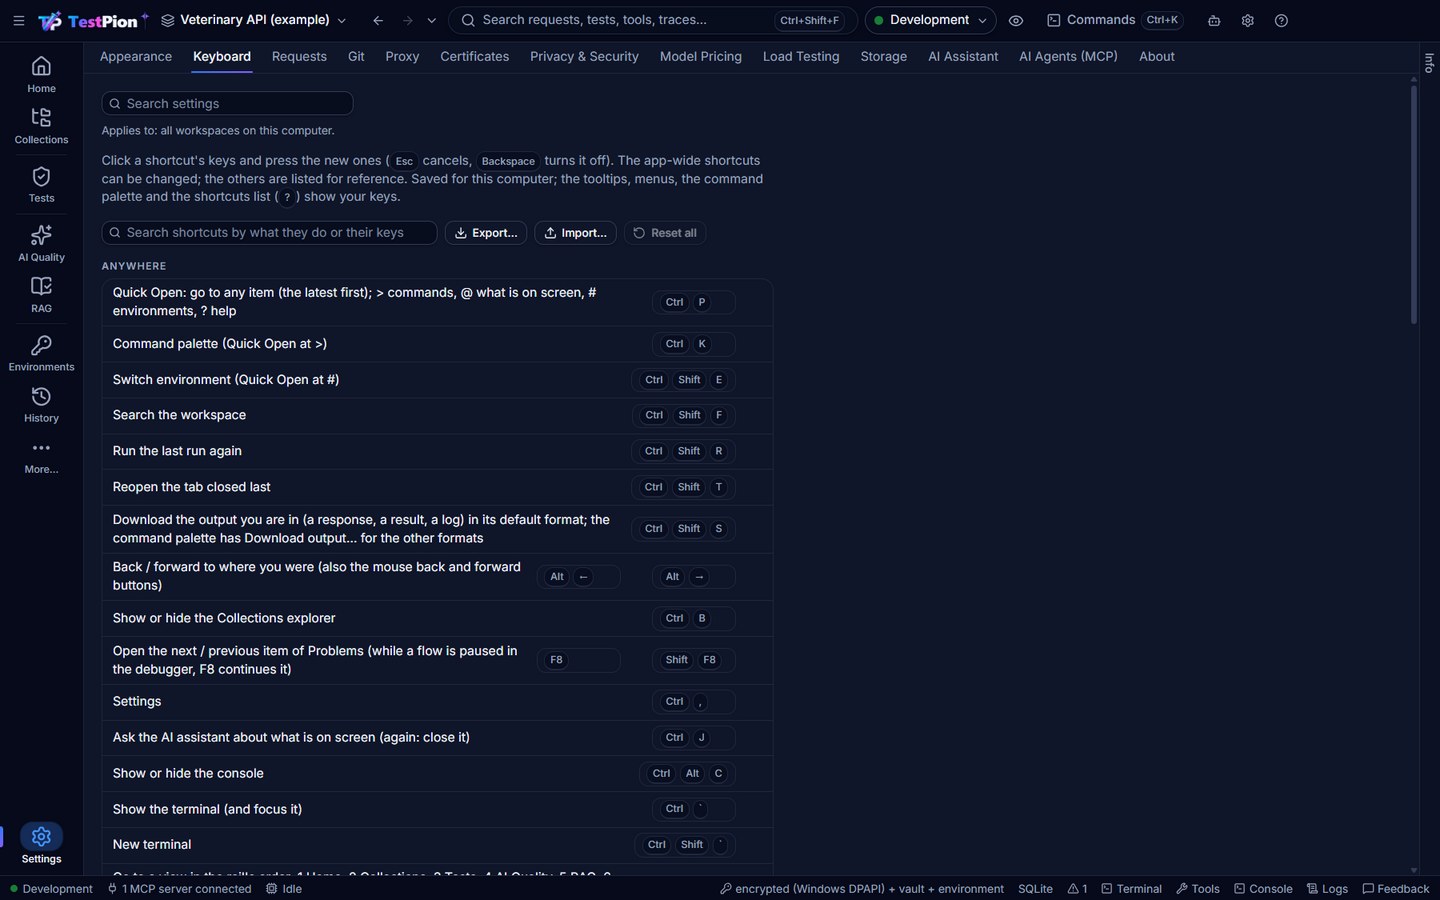 TestPion
Veterinary API (example)
Search requests, tests, tools, traces...
Ctrl+Shift+F
Development
Commands
Ctrl+K
Home
Collections
Tests
AI Quality
RAG
Environments
History
More...
Settings
Appearance
Keyboard
Requests
Git
Proxy
Certificates
Privacy & Security
Model Pricing
Load Testing
Storage
AI Assistant
AI Agents (MCP)
About
Info
Search settings
Applies to: all workspaces on this computer.
Click a shortcut's keys and press the new ones ( Esc cancels, Backspace turns it off). The app-wide shortcuts
can be changed; the others are listed for reference. Saved for this computer; the tooltips, menus, the command
palette and the shortcuts list ( ? ) show your keys.
Search shortcuts by what they do or their keys
Export...
Import...
Reset all
ANYWHERE
Quick Open: go to any item (the latest first); > commands, @ what is on screen, #
environments, ? help
Ctrl P
Command palette (Quick Open at >)
Ctrl K
Switch environment (Quick Open at #)
Ctrl Shift E
Search the workspace
Ctrl Shift F
Run the last run again
Ctrl Shift R
Reopen the tab closed last
Ctrl Shift T
Download the output you are in (a response, a result, a log) in its default format; the
command palette has Download output... for the other formats
Ctrl Shift S
Back / forward to where you were (also the mouse back and forward
buttons)
Alt ←
Alt →
Show or hide the Collections explorer
Ctrl B
Open the next / previous item of Problems (while a flow is paused in
the debugger, F8 continues it)
F8
Shift F8
Settings
Ctrl ,
Ask the AI assistant about what is on screen (again: close it)
Ctrl J
Show or hide the console
Ctrl Alt C
Show the terminal (and focus it)
Ctrl `
New terminal
Ctrl Shift `
Development
1 MCP server connected
Idle
encrypted (Windows DPAPI) + vault + environment
SQLite
1
Terminal
Tools
Console
Logs
Feedback